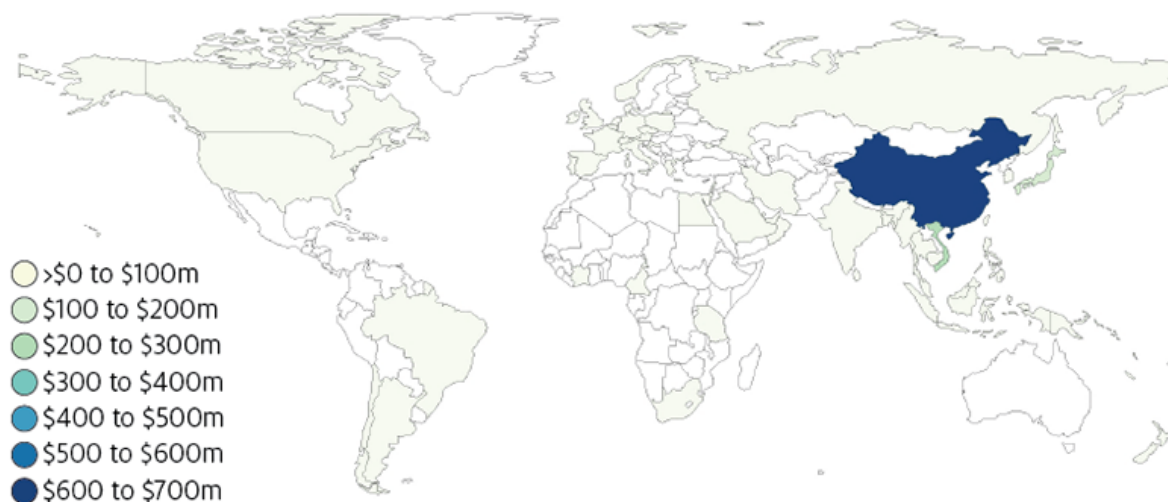 >$0 to $100m
$100 to $200m
$200 to $300m
$300 to $400m
$400 to $500m
$500 to $600m
$600 to $700m